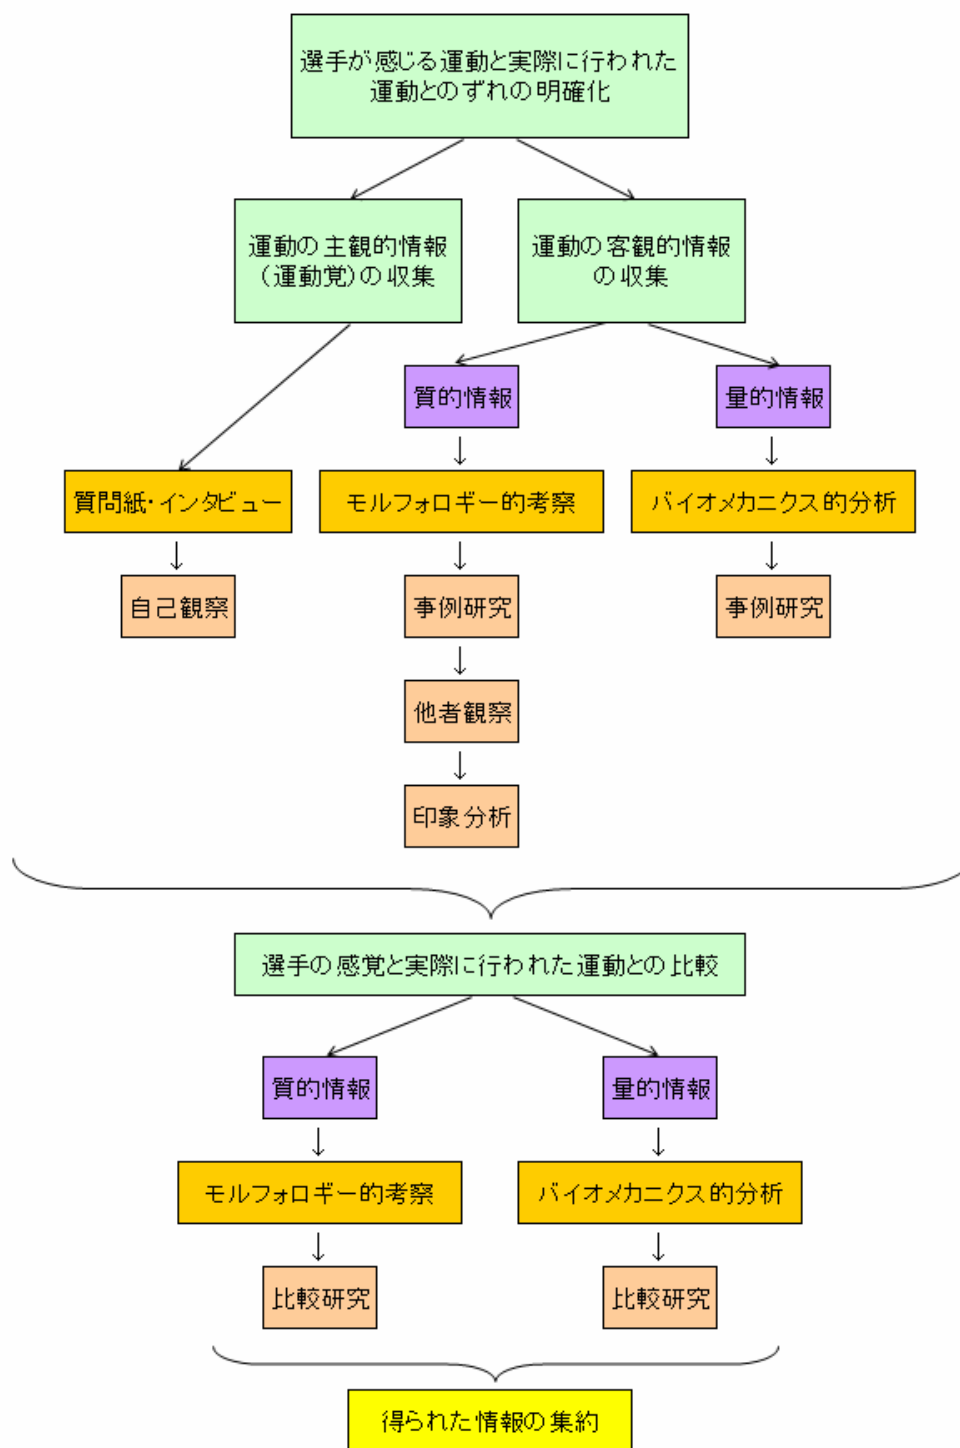 選手が感じる運動と実際に行われた
運動とのずれの明確化
運動の主観的情報
（運動覚）の収集
運動の客観的情報
の収集
質的情報
量的情報
質問紙・インタビュー
モルフォロギー的考察
バイオメカニクス的分析
自己観察
事例研究
事例研究
他者観察
印象分析
選手の感覚と実際に行われた運動との比較
質的情報
量的情報
モルフォロギー的考察
バイオメカニクス的分析
比較研究
比較研究
得られた情報の集約